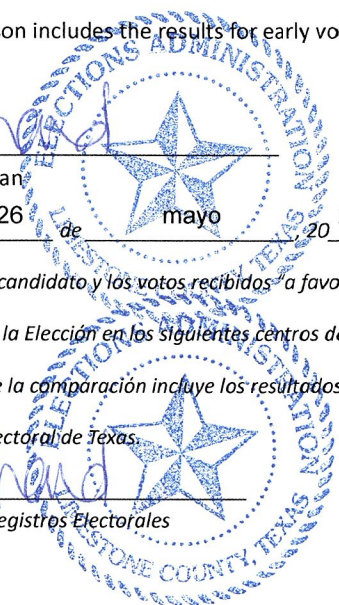 son includes the results for early vo
ELECTIONS ADMINISTRATION
LIMESTONE COUNTY, TEXAS
an
26 de mayo, 20
candidato y los votos recibidos "a favo
la Elección en los siguientes centros de
e la comparación incluye los resultados
ectoral de Texas.
ELECTIONS ADMINISTRATION
LIMESTONE COUNTY, TEXAS
egistros Electorales